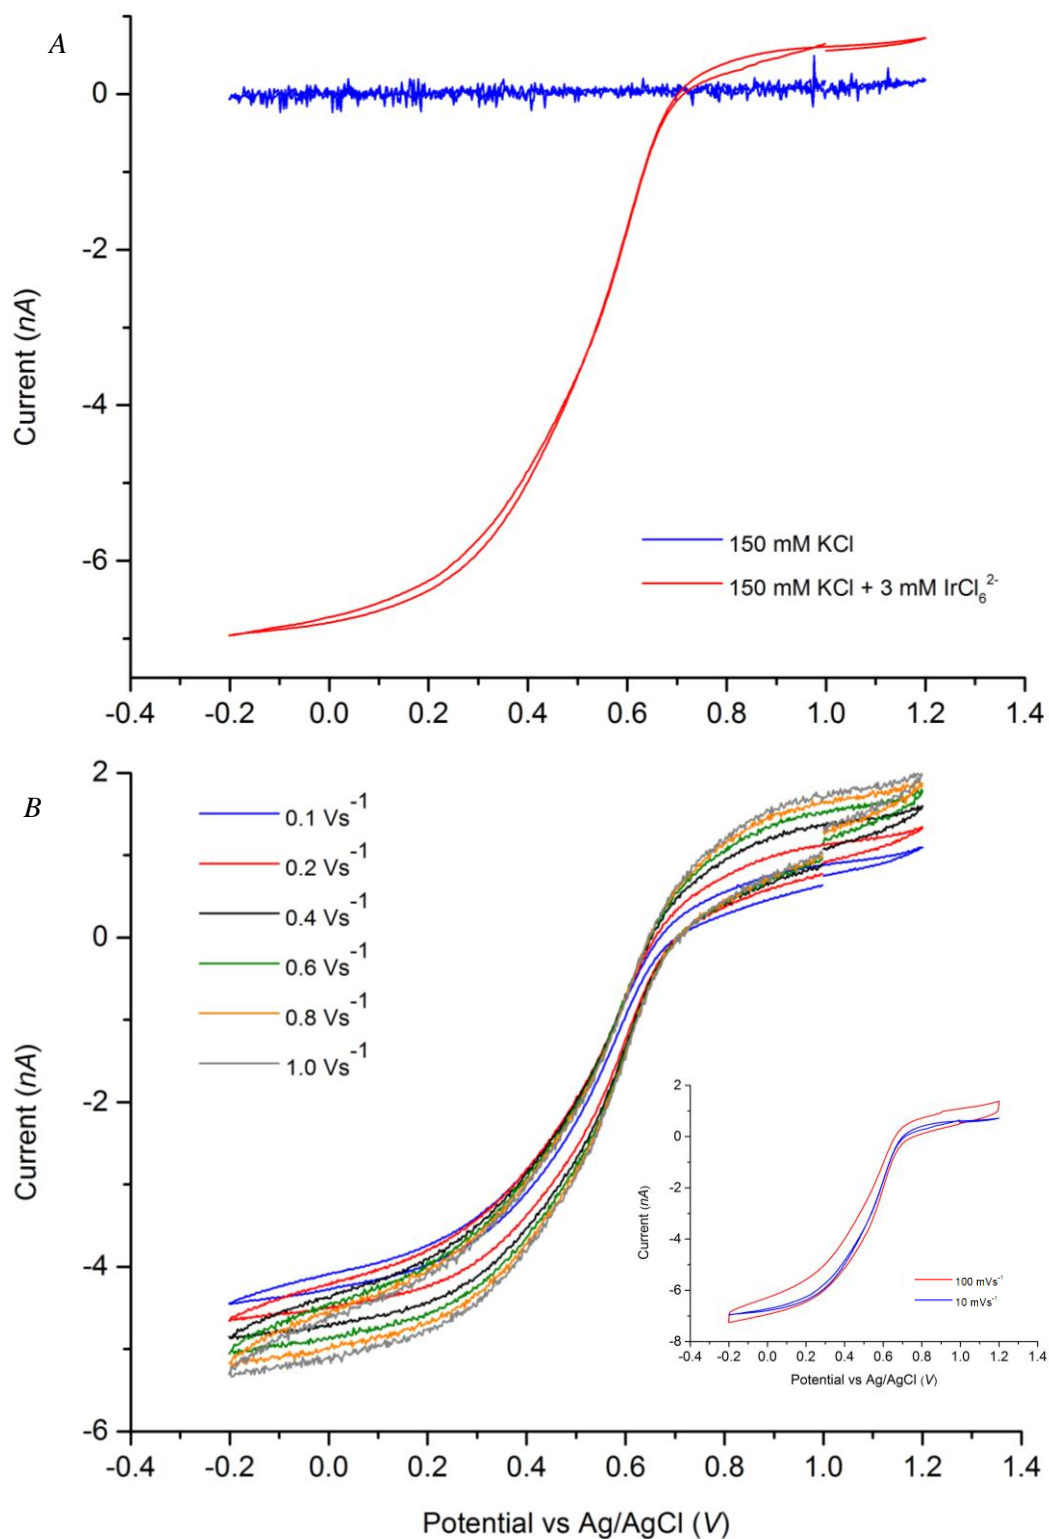 A
0
-2
-4
-6
Current (nA)
150 mM KCl
150 mM KCl + 3 mM IrCl₆²⁻
-0.4 -0.2 0.0 0.2 0.4 0.6 0.8 1.0 1.2 1.4
B
2
0
-2
-4
-6
Current (nA)
0.1 Vs⁻¹
0.2 Vs⁻¹
0.4 Vs⁻¹
0.6 Vs⁻¹
0.8 Vs⁻¹
1.0 Vs⁻¹
2
0
-2
-4
-6
-8
Current (nA)
100 mVs⁻¹
10 mVs⁻¹
-0.4 -0.2 0.0 0.2 0.4 0.6 0.8 1.0 1.2 1.4
Potential vs Ag/AgCl (V)
-0.4 -0.2 0.0 0.2 0.4 0.6 0.8 1.0 1.2 1.4
Potential vs Ag/AgCl (V)